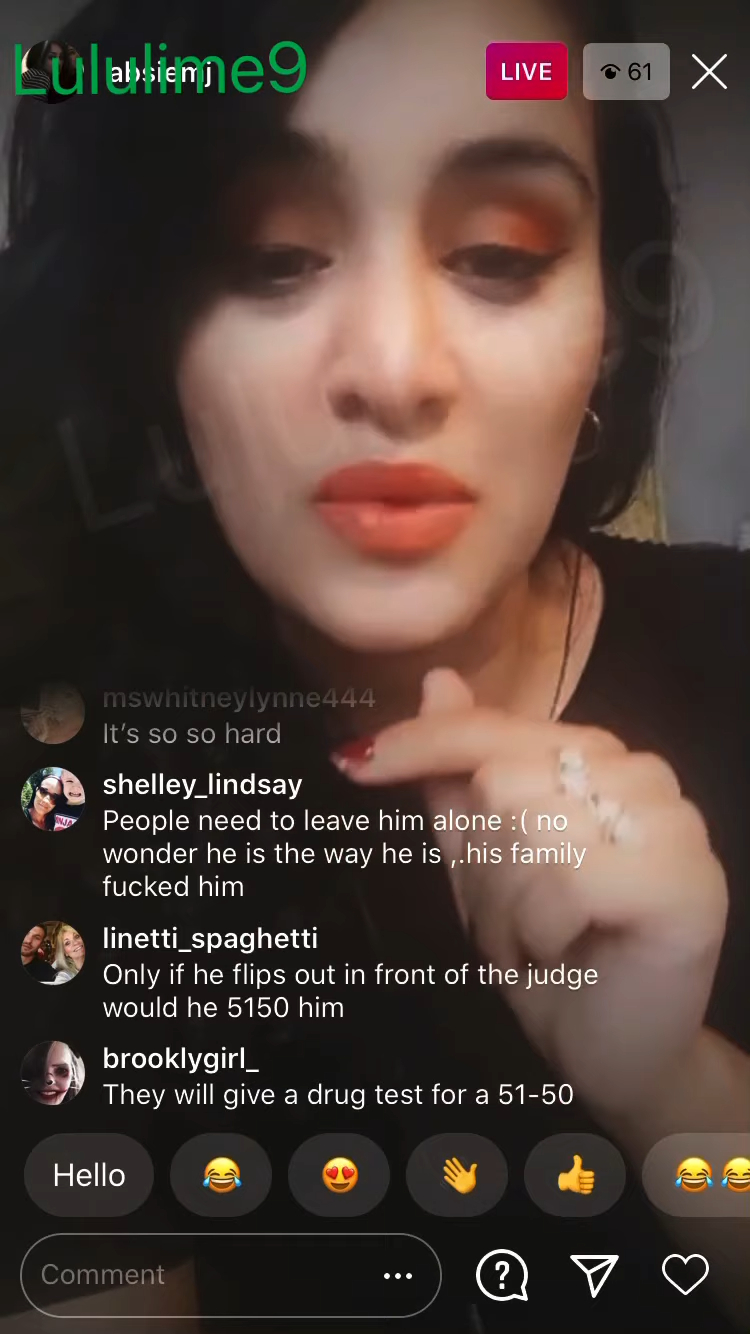 Lululime9
absiemj
LIVE
61
mswhitneylynne444
It's so so hard
shelley_lindsay
People need to leave him alone :( no
wonder he is the way he is ,.his family
fucked him
linetti_spaghetti
Only if he flips out in front of the judge
would he 5150 him
brooklygirl_
They will give a drug test for a 51-50
Hello
Comment